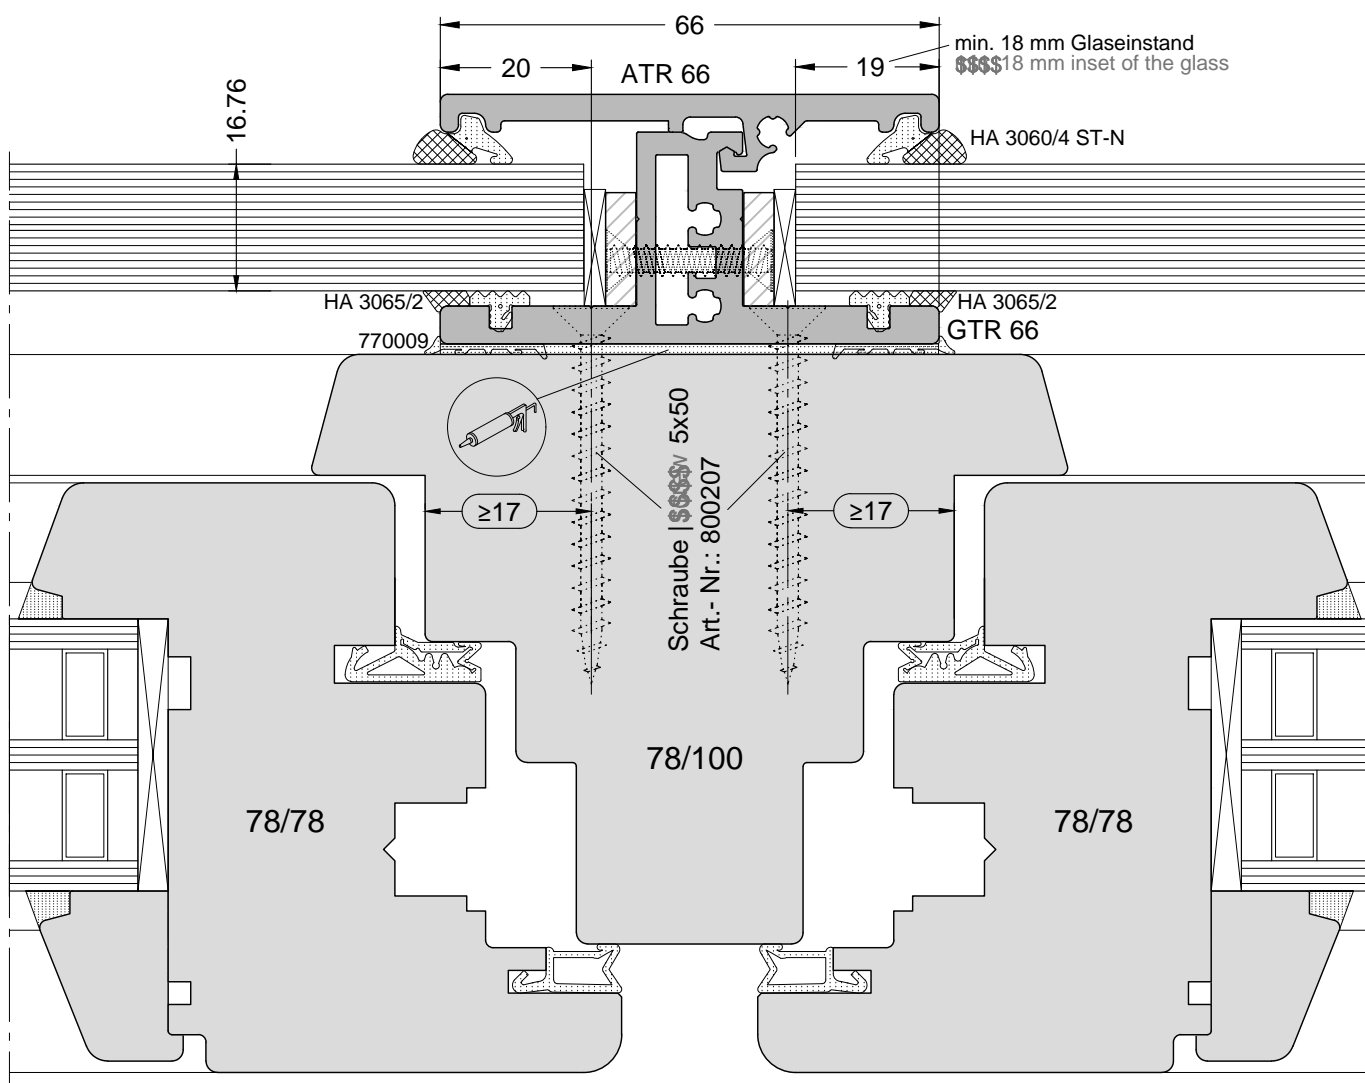 66
min. 18 mm Glaseinstand
$$$$18 mm inset of the glass
20
ATR 66
19
16.76
HA 3060/4 ST-N
HA 3065/2
HA 3065/2
GTR 66
770009
Schraube | 5x50
Art.- Nr.: 800207
≥17
≥17
78/100
78/78
78/78